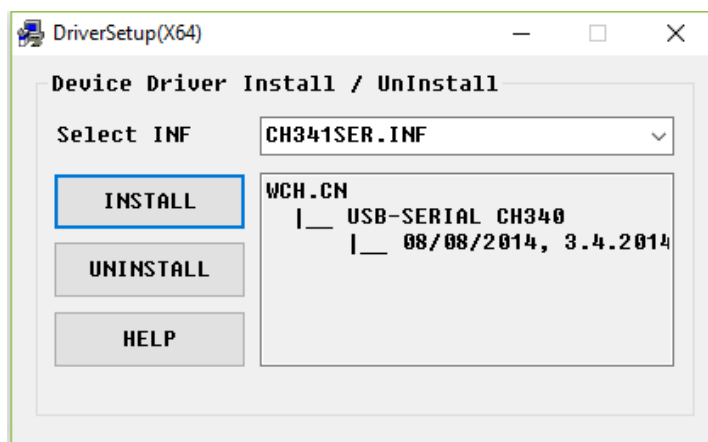 DriverSetup(X64)
Device Driver Install / UnInstall
Select INF
CH341SER.INF
INSTALL
UNINSTALL
HELP
WCH.CN
|__ USB-SERIAL CH340
|__ 08/08/2014, 3.4.2014